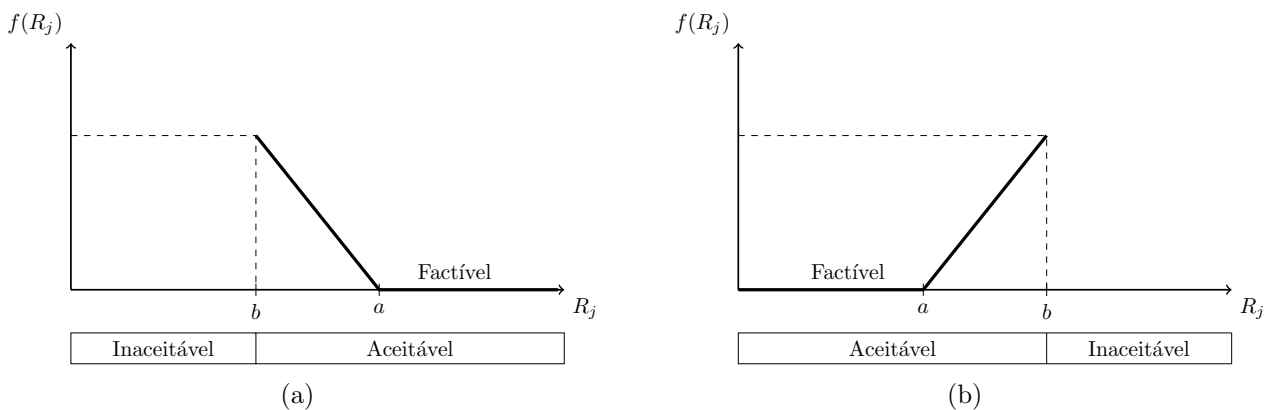 f(R_j)
Factível
b
a
R_j
Inaceitável
Aceitável
(a)
f(R_j)
Factível
a
b
R_j
Aceitável
Inaceitável
(b)